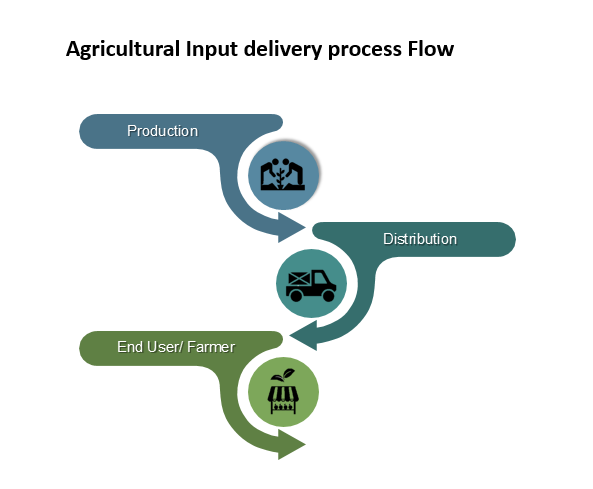 Agricultural Input delivery process Flow
Production
Distribution
End User/ Farmer